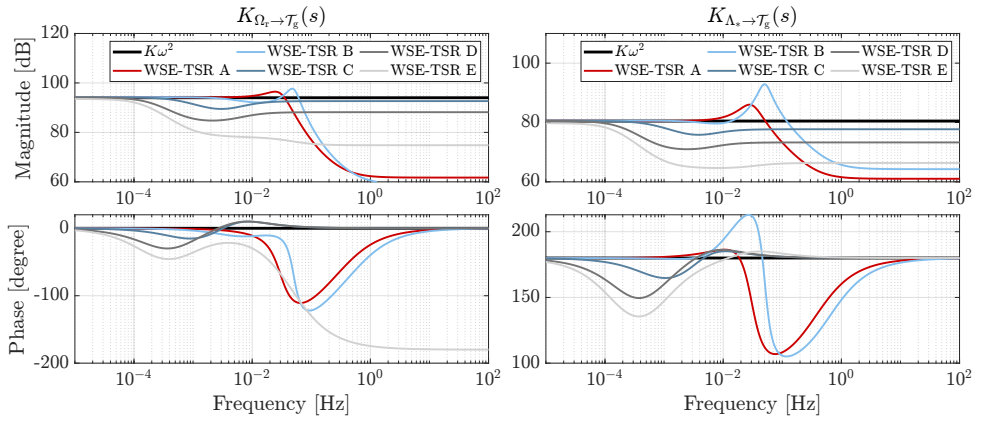 K_{Ω_r→𝒯_g}(s)
120
100
80
60
Magnitude [dB]
Kω²
WSE-TSR A
WSE-TSR B
WSE-TSR C
WSE-TSR D
WSE-TSR E
0
-100
-200
Phase [degree]
10⁻⁴
10⁻²
10⁰
10²
Frequency [Hz]
K_{Λ_*→𝒯_g}(s)
100
80
60
Kω²
WSE-TSR A
WSE-TSR B
WSE-TSR C
WSE-TSR D
WSE-TSR E
200
150
100
10⁻⁴
10⁻²
10⁰
10²
Frequency [Hz]